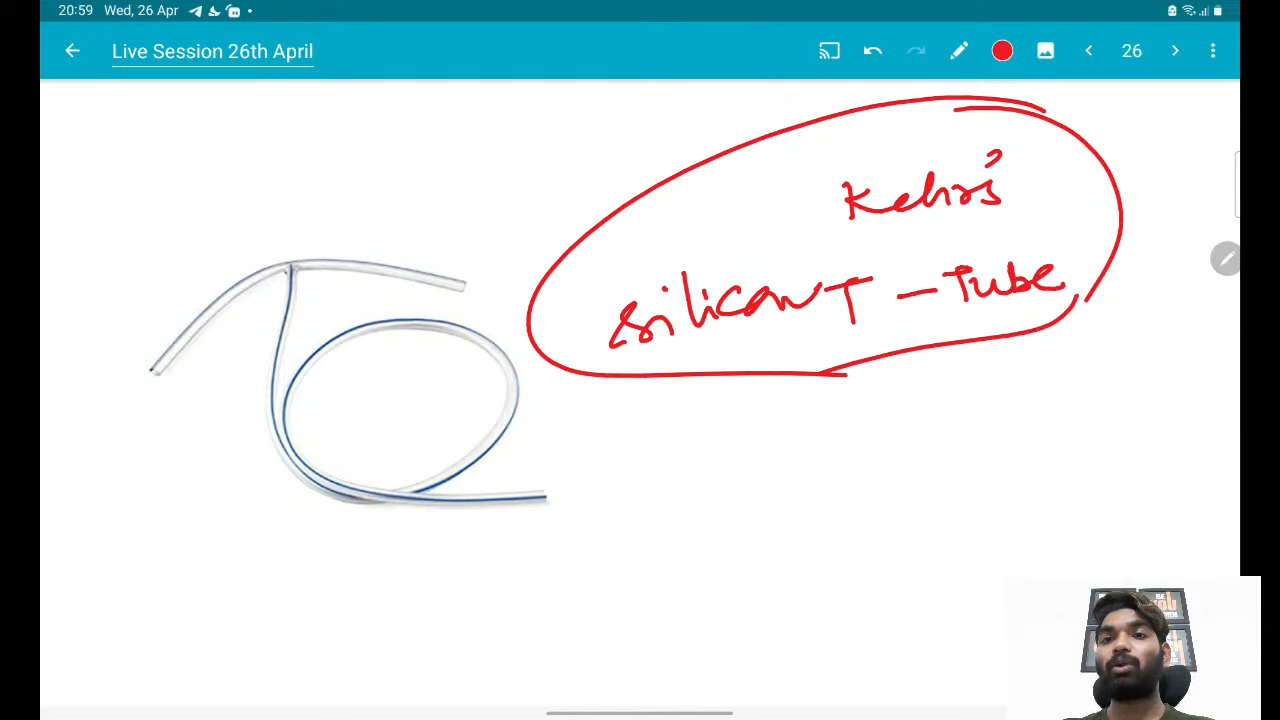 20:59 Wed, 26 Apr
Live Session 26th April
26
Kehr's
silicon T - Tube